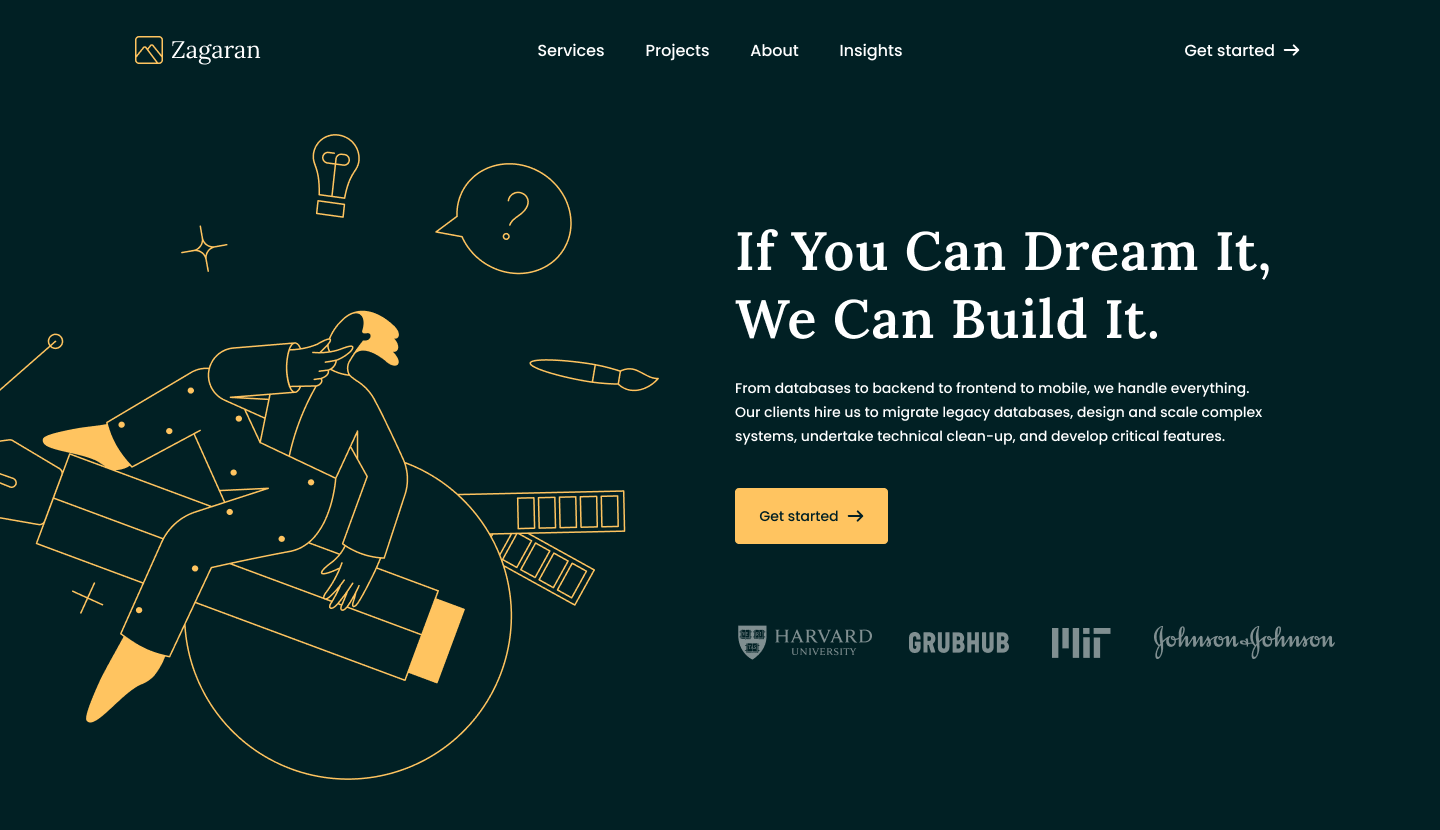 Zagaran
Services
Projects
About
Insights
Get started
?
If You Can Dream It,
We Can Build It.
From databases to backend to frontend to mobile, we handle everything.
Our clients hire us to migrate legacy databases, design and scale complex
systems, undertake technical clean-up, and develop critical features.
Get started
HARVARD
UNIVERSITY
GRUBHUB
MIT
Johnson & Johnson